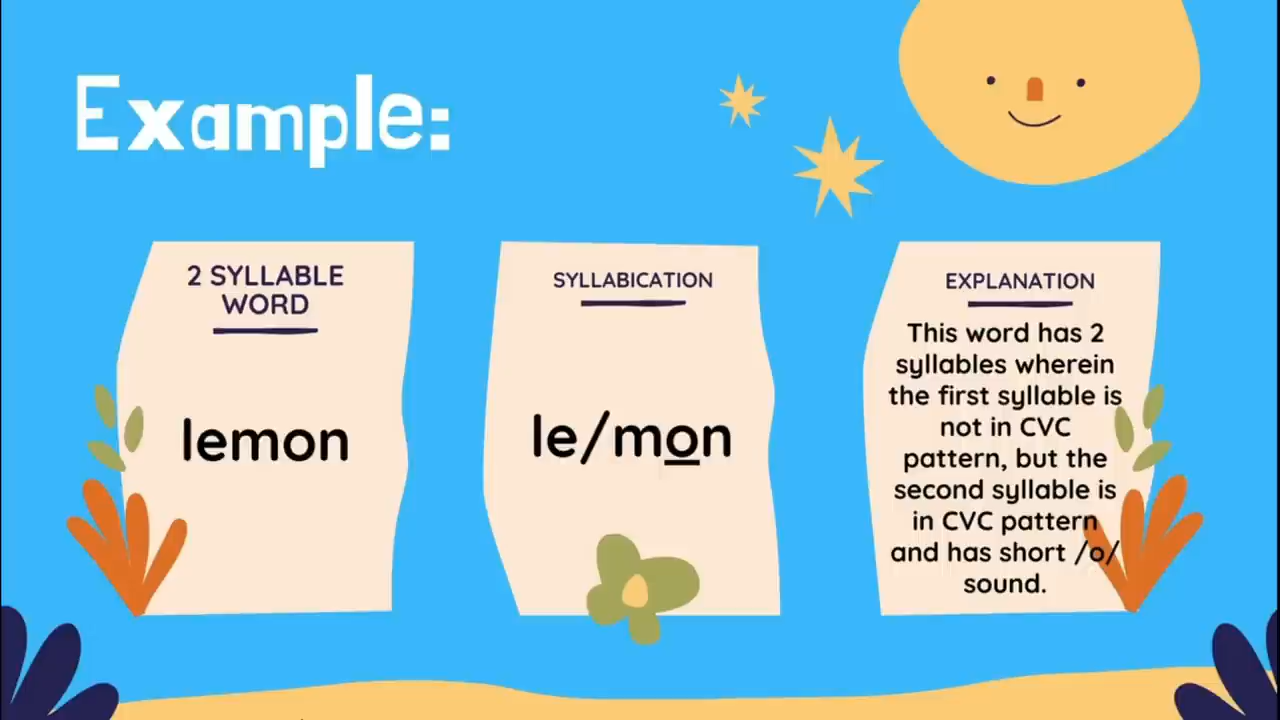 Example:
2 SYLLABLE
WORD
lemon
SYLLABICATION
le/mon
EXPLANATION
This word has 2
syllables wherein
the first syllable is
not in CVC
pattern, but the
second syllable is
in CVC pattern
and has short /o/
sound.